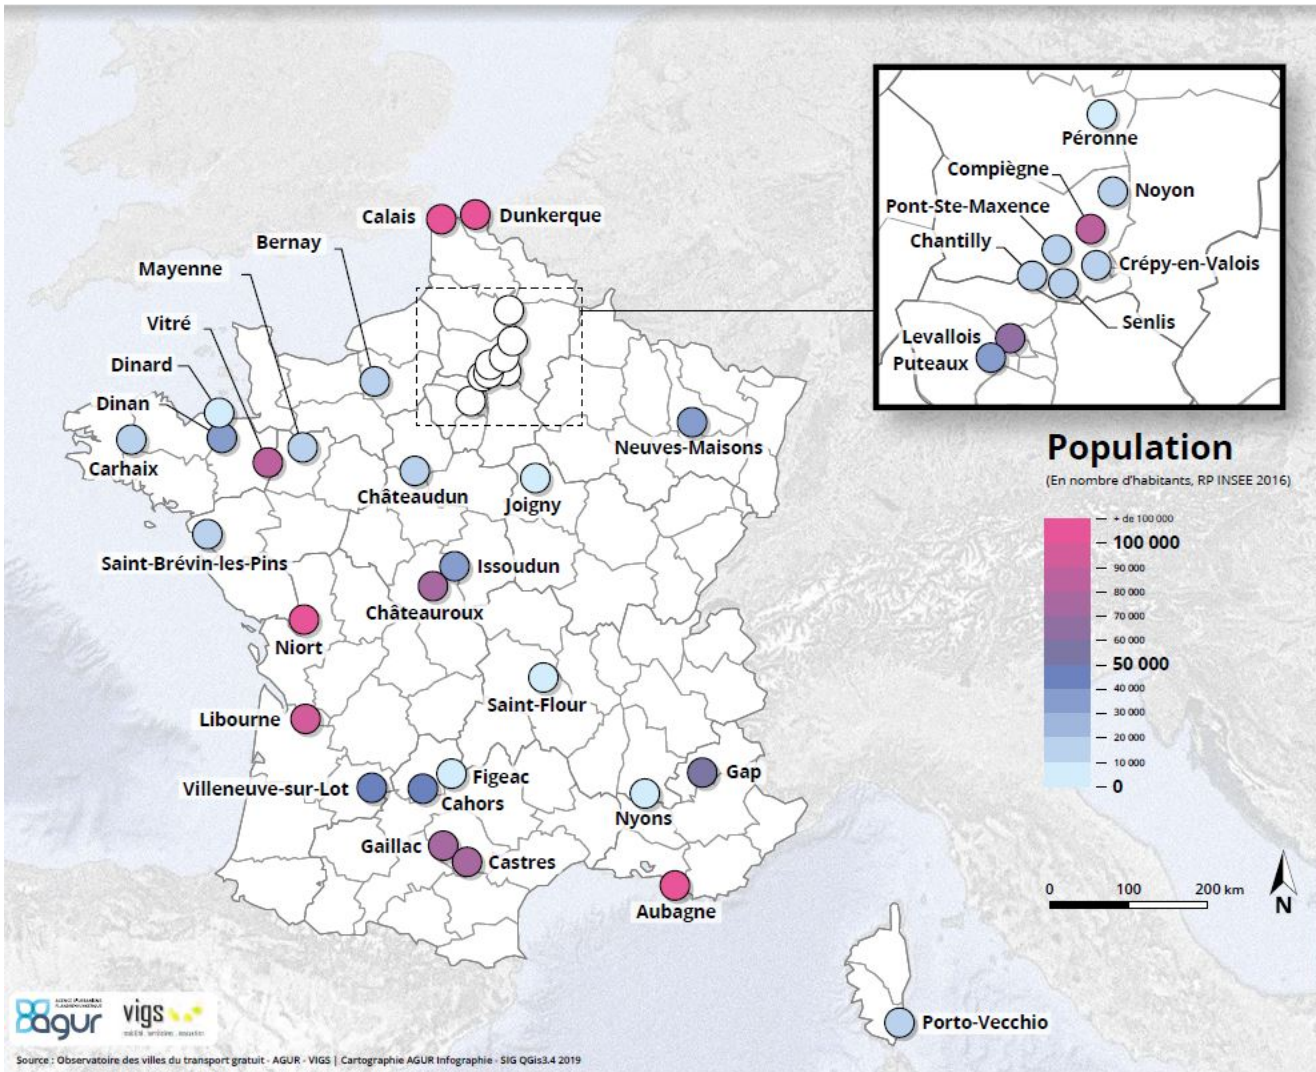 Péronne
Compiègne
Noyon
Pont-Ste-Maxence
Chantilly
Crépy-en-Valois
Senlis
Levallois
Puteaux
Calais
Dunkerque
Bernay
Mayenne
Vitré
Dinard
Dinan
Carhaix
Neuves-Maisons
Châteaudun
Joigny
Saint-Brévin-les-Pins
Issoudun
Châteauroux
Niort
Saint-Flour
Libourne
Villeneuve-sur-Lot
Figeac
Cahors
Gap
Nyons
Gaillac
Castres
Aubagne
Porto-Vecchio
Population
(En nombre d'habitants, RP INSEE 2016)
+ de 100 000
100 000
90 000
80 000
70 000
60 000
50 000
40 000
30 000
20 000
10 000
0
0 100 200 km
N
agur
vigs
Source : Observatoire des villes du transport gratuit - AGUR - VIGS | Cartographie AGUR Infographie - SIG QGis3.4 2019